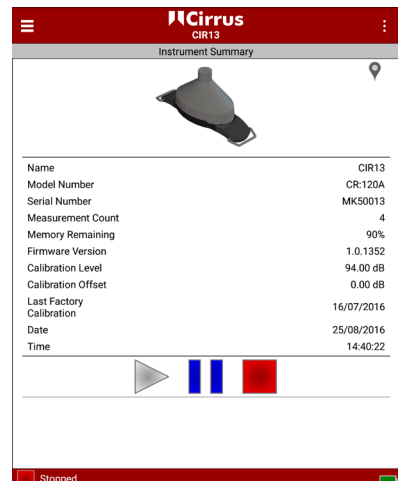 Cirrus
CIR13
Instrument Summary
Name CIR13
Model Number CR:120A
Serial Number MK50013
Measurement Count 4
Memory Remaining 90%
Firmware Version 1.0.1352
Calibration Level 94.00 dB
Calibration Offset 0.00 dB
Last Factory
Calibration 16/07/2016
Date 25/08/2016
Time 14:40:22
Stopped